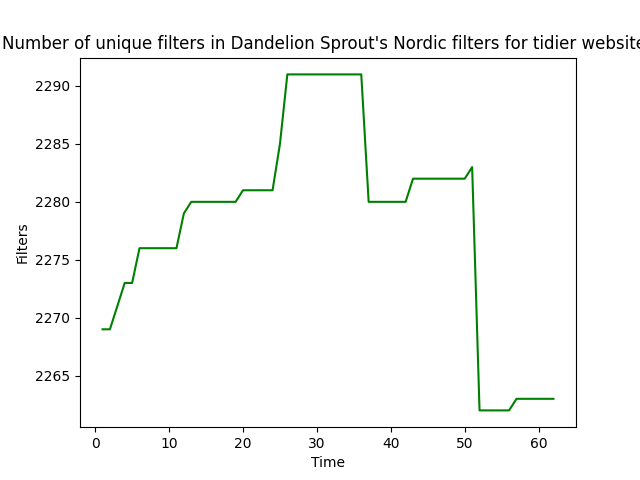 Number of unique filters in Dandelion Sprout's Nordic filters for tidier website
2290
2285
2280
2275
2270
2265
Filters
0 10 20 30 40 50 60
Time